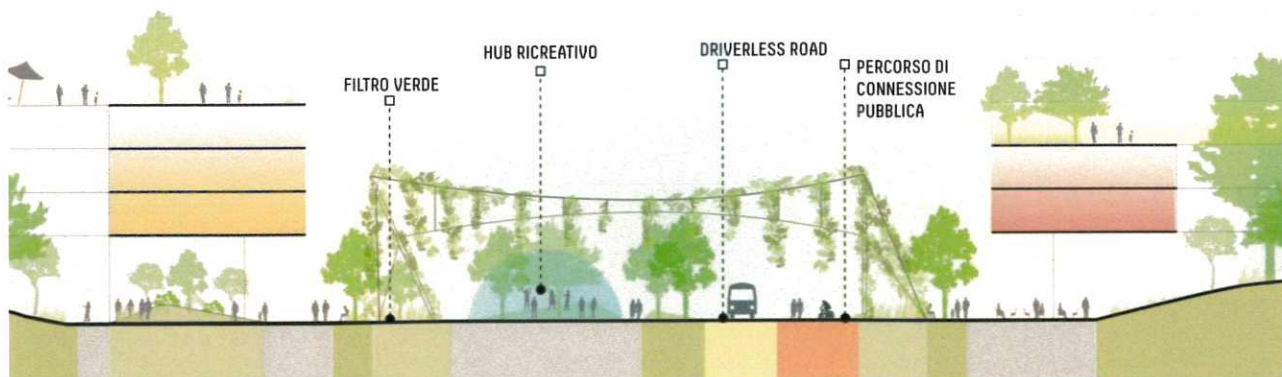 FILTRO VERDE
HUB RICREATIVO
DRIVERLESS ROAD
PERCORSO DI
CONNESSIONE
PUBBLICA